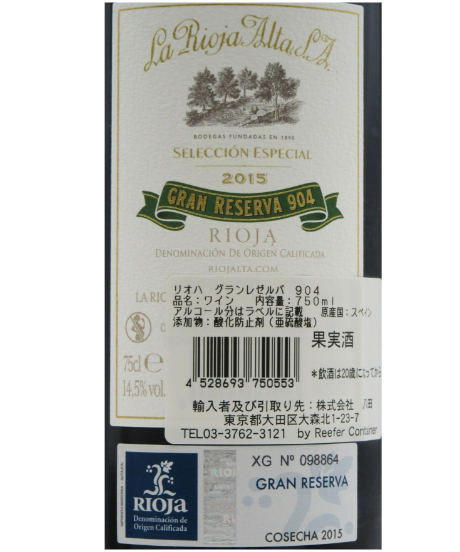 La Rioja Alta, S.A.
BODEGAS FUNDADAS EN 1890
SELECCIÓN ESPECIAL
2015
GRAN RESERVA 904
RIOJA
DENOMINACIÓN DE ORIGEN CALIFICADA
RIOJALTA.COM
LA RIO
75cl e
14.5% vol.
リオハ グランレゼルバ 904
品名:ワイン 内容量:750ml
アルコール分はラベルに記載 原産国:スペイン
添加物:酸化防止剤(亜硫酸塩)
果実酒
4 528693 750553
*飲酒は20歳になってから
輸入者及び引取り先:株式会社 八田
東京都大田区大森北1-23-7
TEL03-3762-3121 by Reefer Container
XG Nº 098864
GRAN RESERVA
COSECHA 2015
RIOJA
Denominación de
Origen Calificada